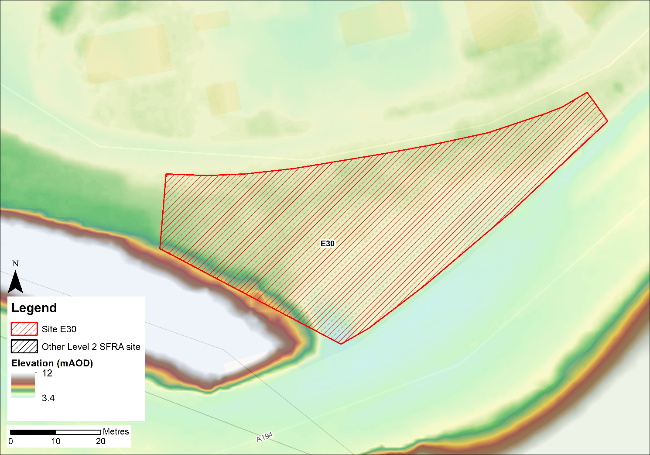 E30
N
Legend
Site E30
Other Level 2 SFRA site
Elevation (mAOD)
12
3.4
Metres
0 10 20
A194